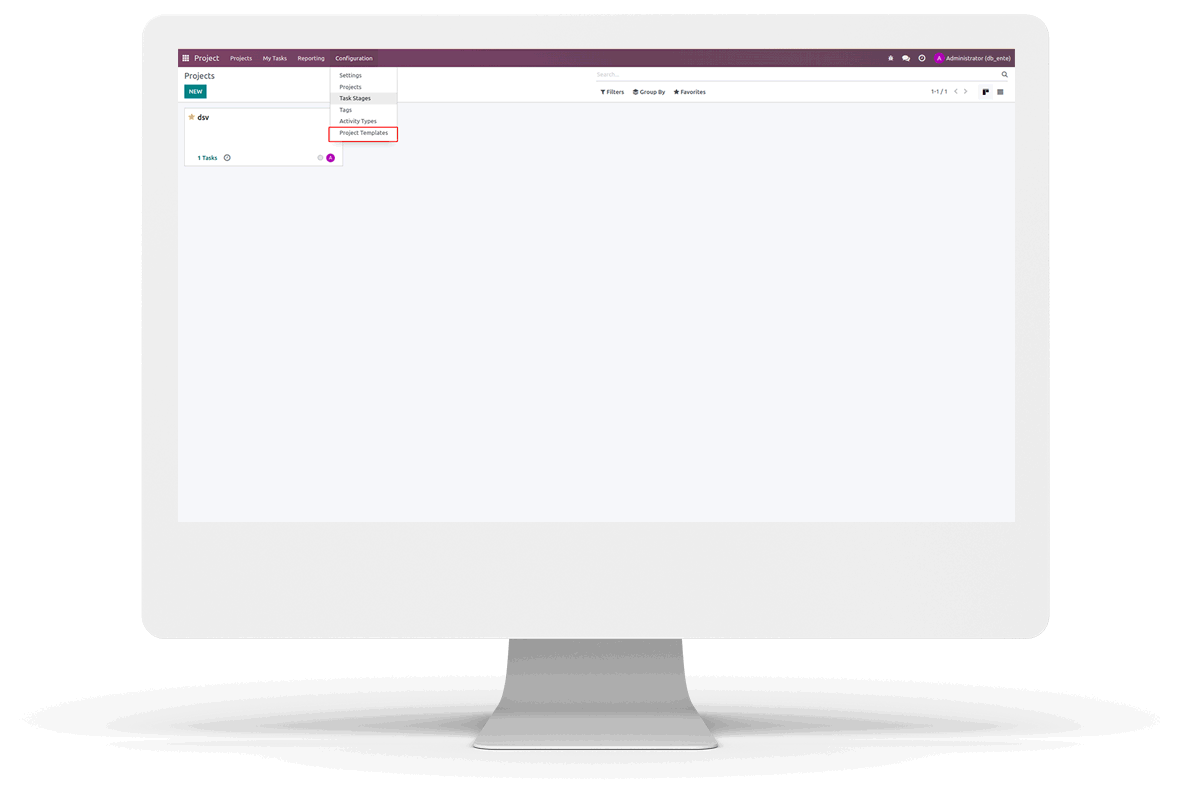 Project Projects My Tasks Reporting Configuration A Administrator (db_ente)
Projects
NEW
Settings
Projects
Task Stages
Tags
Activity Types
Project Templates
Search...
Filters Group By Favorites 1-1 / 1
dsv
1 Tasks A